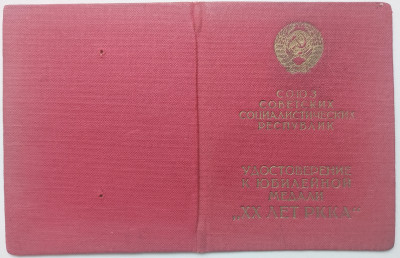 СОЮЗ
СОВЕТСКИХ
СОЦИАЛИСТИЧЕСКИХ
РЕСПУБЛИК
УДОСТОВЕРЕНИЕ
К ЮБИЛЕЙНОЙ
МЕДАЛИ
„XX ЛЕТ РККА"